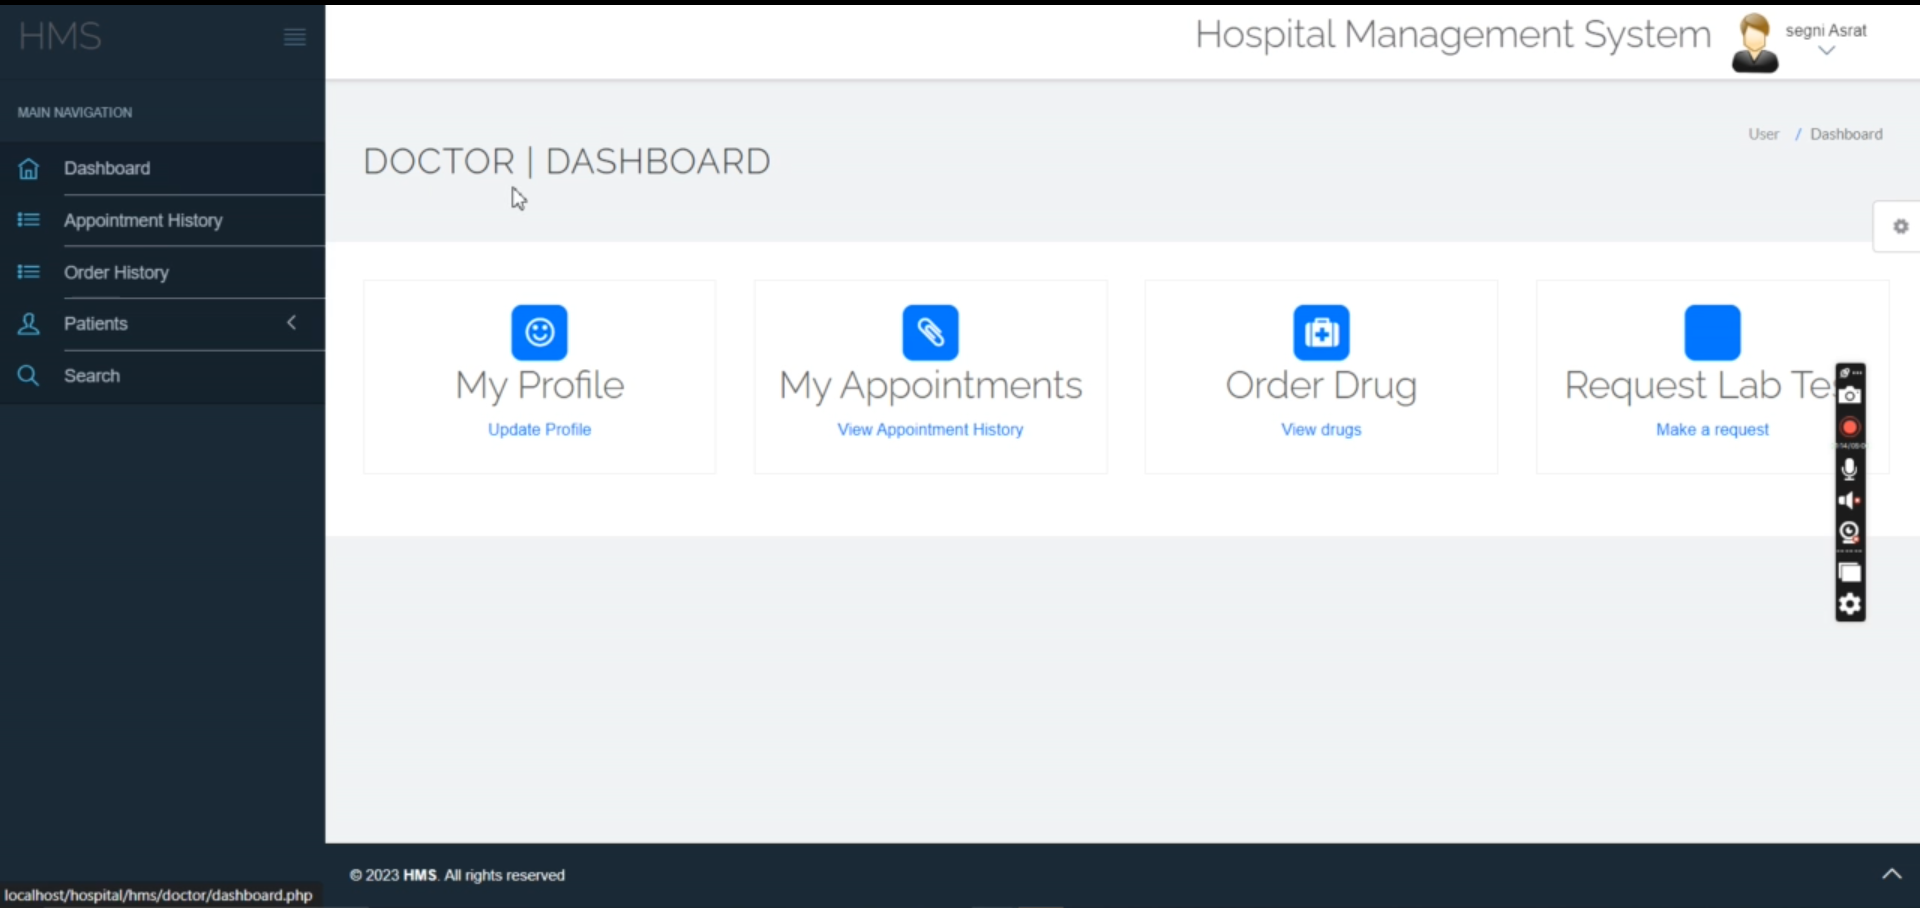 HMS
Hospital Management System
segni Asrat
MAIN NAVIGATION
Dashboard
Appointment History
Order History
Patients
Search
User / Dashboard
DOCTOR | DASHBOARD
My Profile
Update Profile
My Appointments
View Appointment History
Order Drug
View drugs
Request Lab
Make a request
© 2023 HMS. All rights reserved
localhost/hospital/hms/doctor/dashboard.php